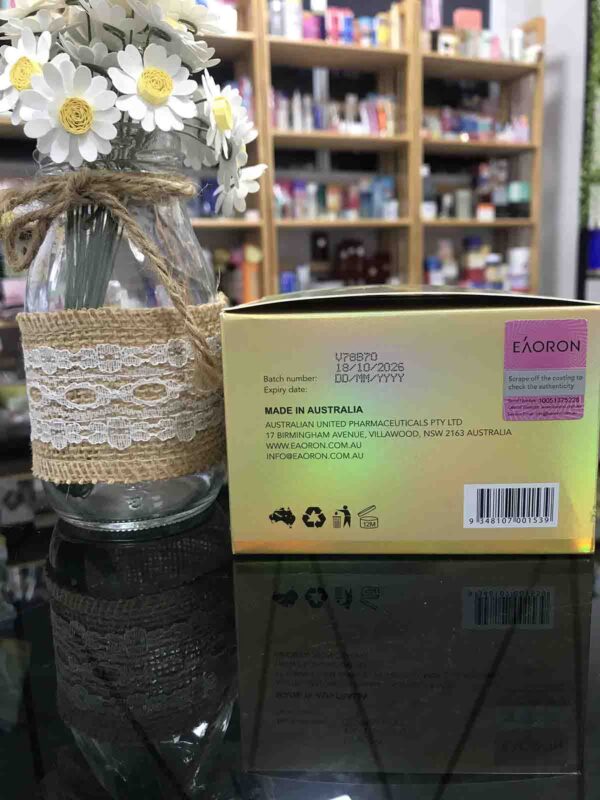 V78B70
18/10/2026
Batch number: DD/MM/YYYY
Expiry date:
MADE IN AUSTRALIA
AUSTRALIAN UNITED PHARMACEUTICALS PTY LTD
17 BIRMINGHAM AVENUE, VILLAWOOD, NSW 2163 AUSTRALIA
WWW.EAORON.COM.AU
INFO@EAORON.COM.AU
12M
EÁORON
Scrape off the coating to
check the authenticity
10051375228
9 348107 001539